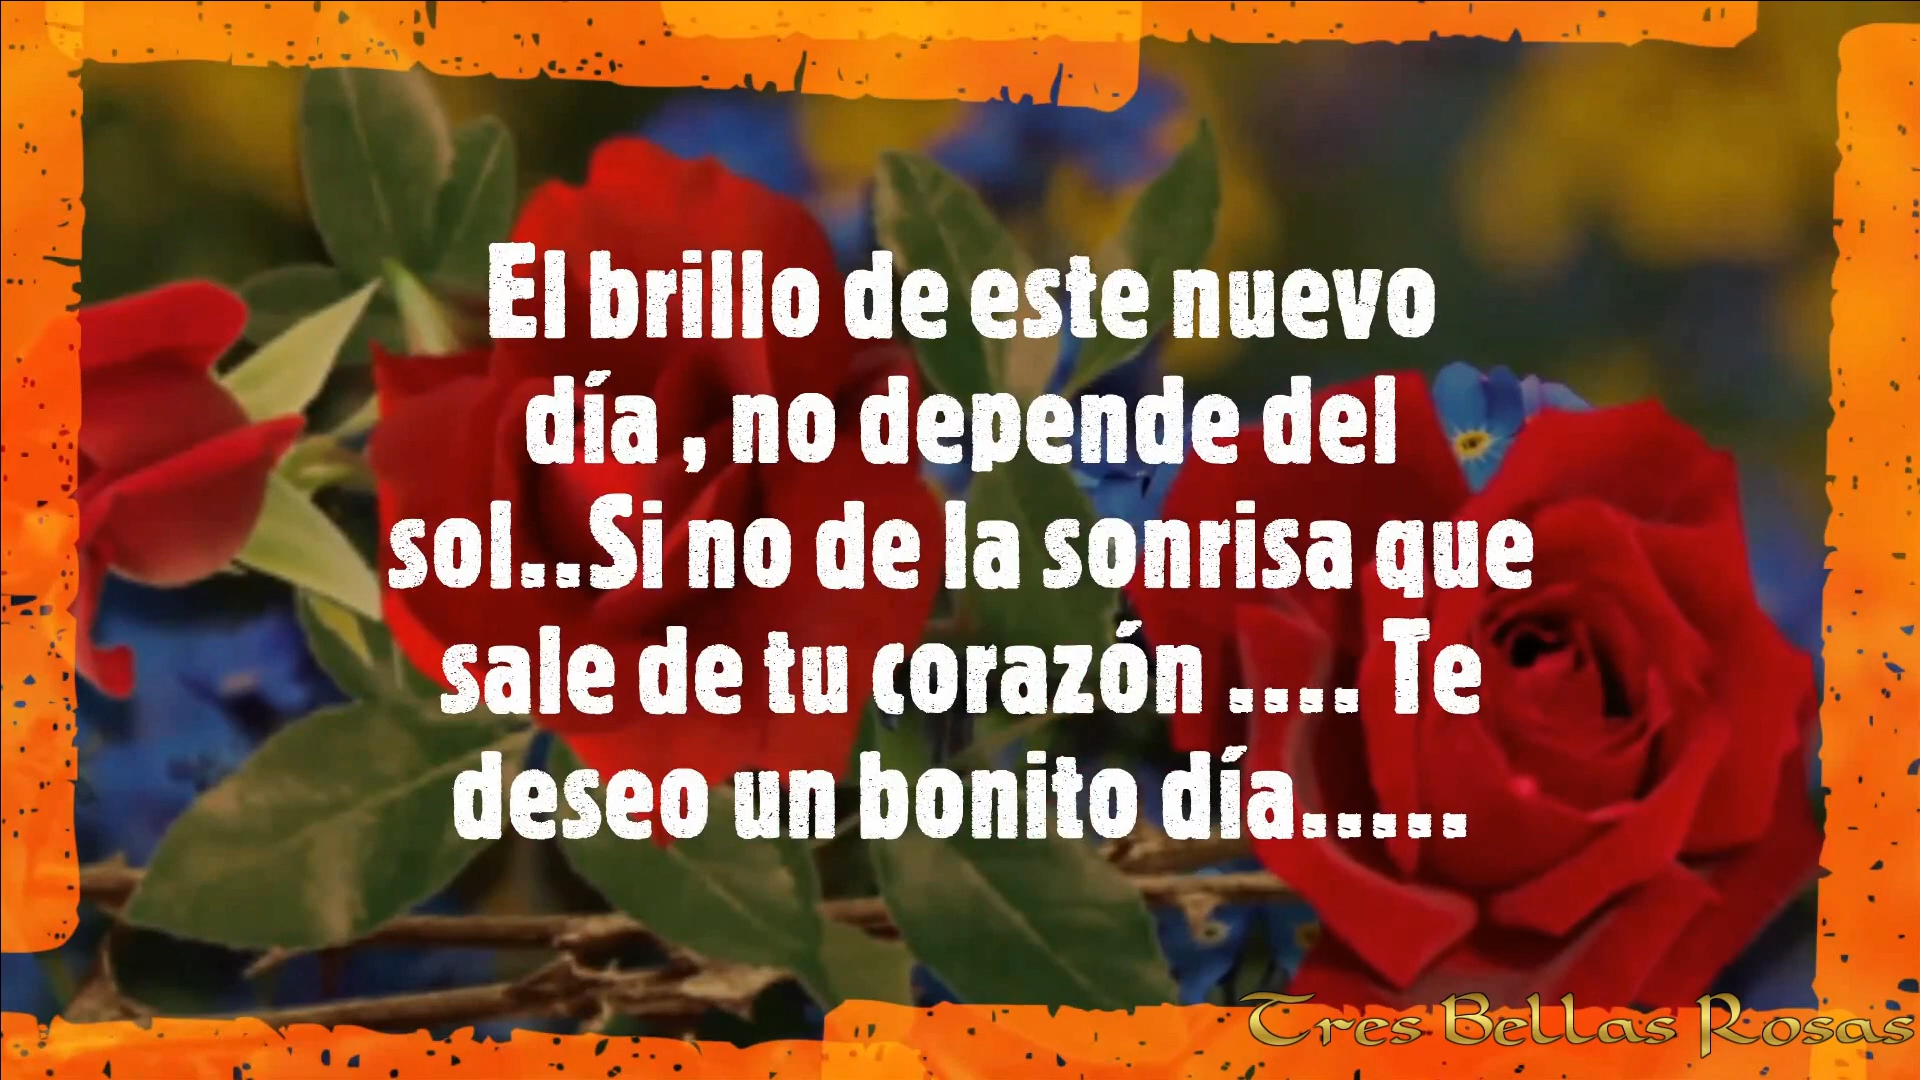 El brillo de este nuevo
día , no depende del
sol..Si no de la sonrisa que
sale de tu corazón .... Te
deseo un bonito día.....
Tres Bellas Rosas